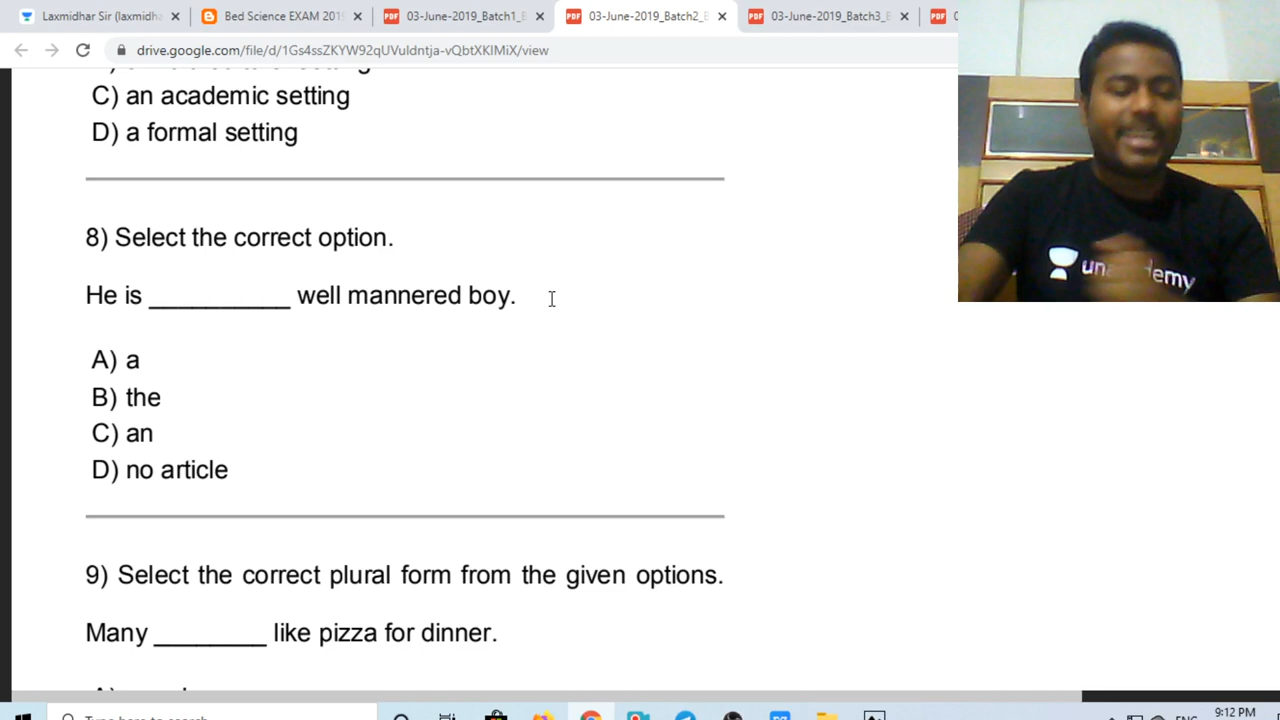 Laxmidhar Sir (laxmidha
Bed Science EXAM 2019
03-June-2019_Batch1_
03-June-2019_Batch2_
03-June-2019_Batch3_
drive.google.com/file/d/1Gs4ssZKYW92qUVuldntja-vQbtXKIMiX/view
C) an academic setting
D) a formal setting
8) Select the correct option.
He is __________ well mannered boy.
A) a
B) the
C) an
D) no article
9) Select the correct plural form from the given options.
Many ________ like pizza for dinner.
9:12 PM